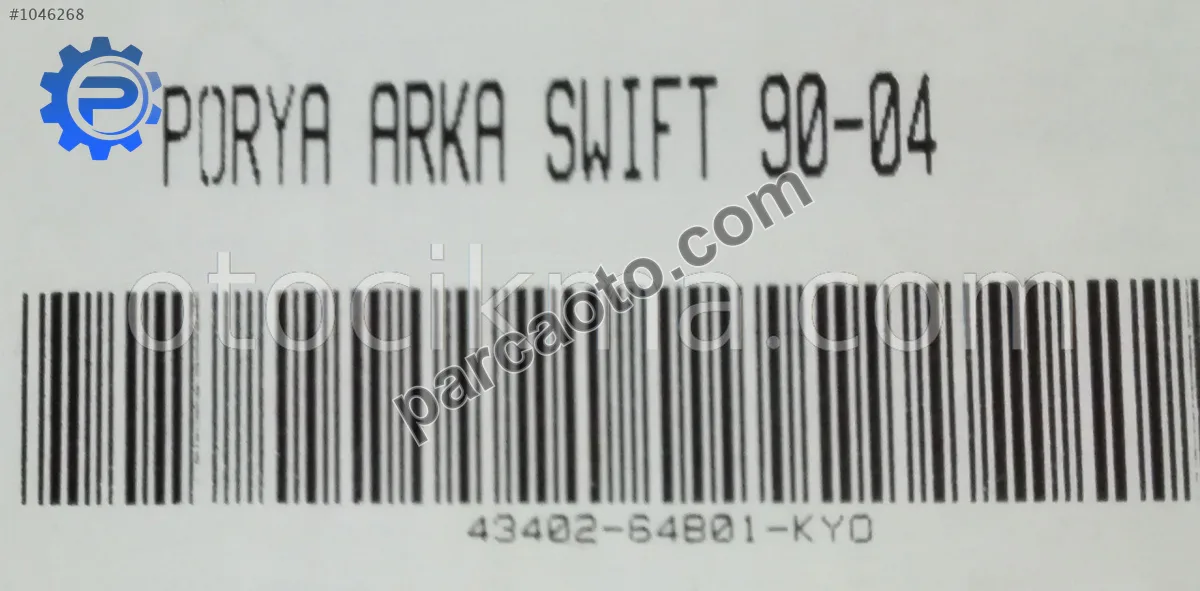 #1046268
PORYA ARKA SWIFT 90-04
parcaoto.com
otocikma.com
43402-64B01-KYO